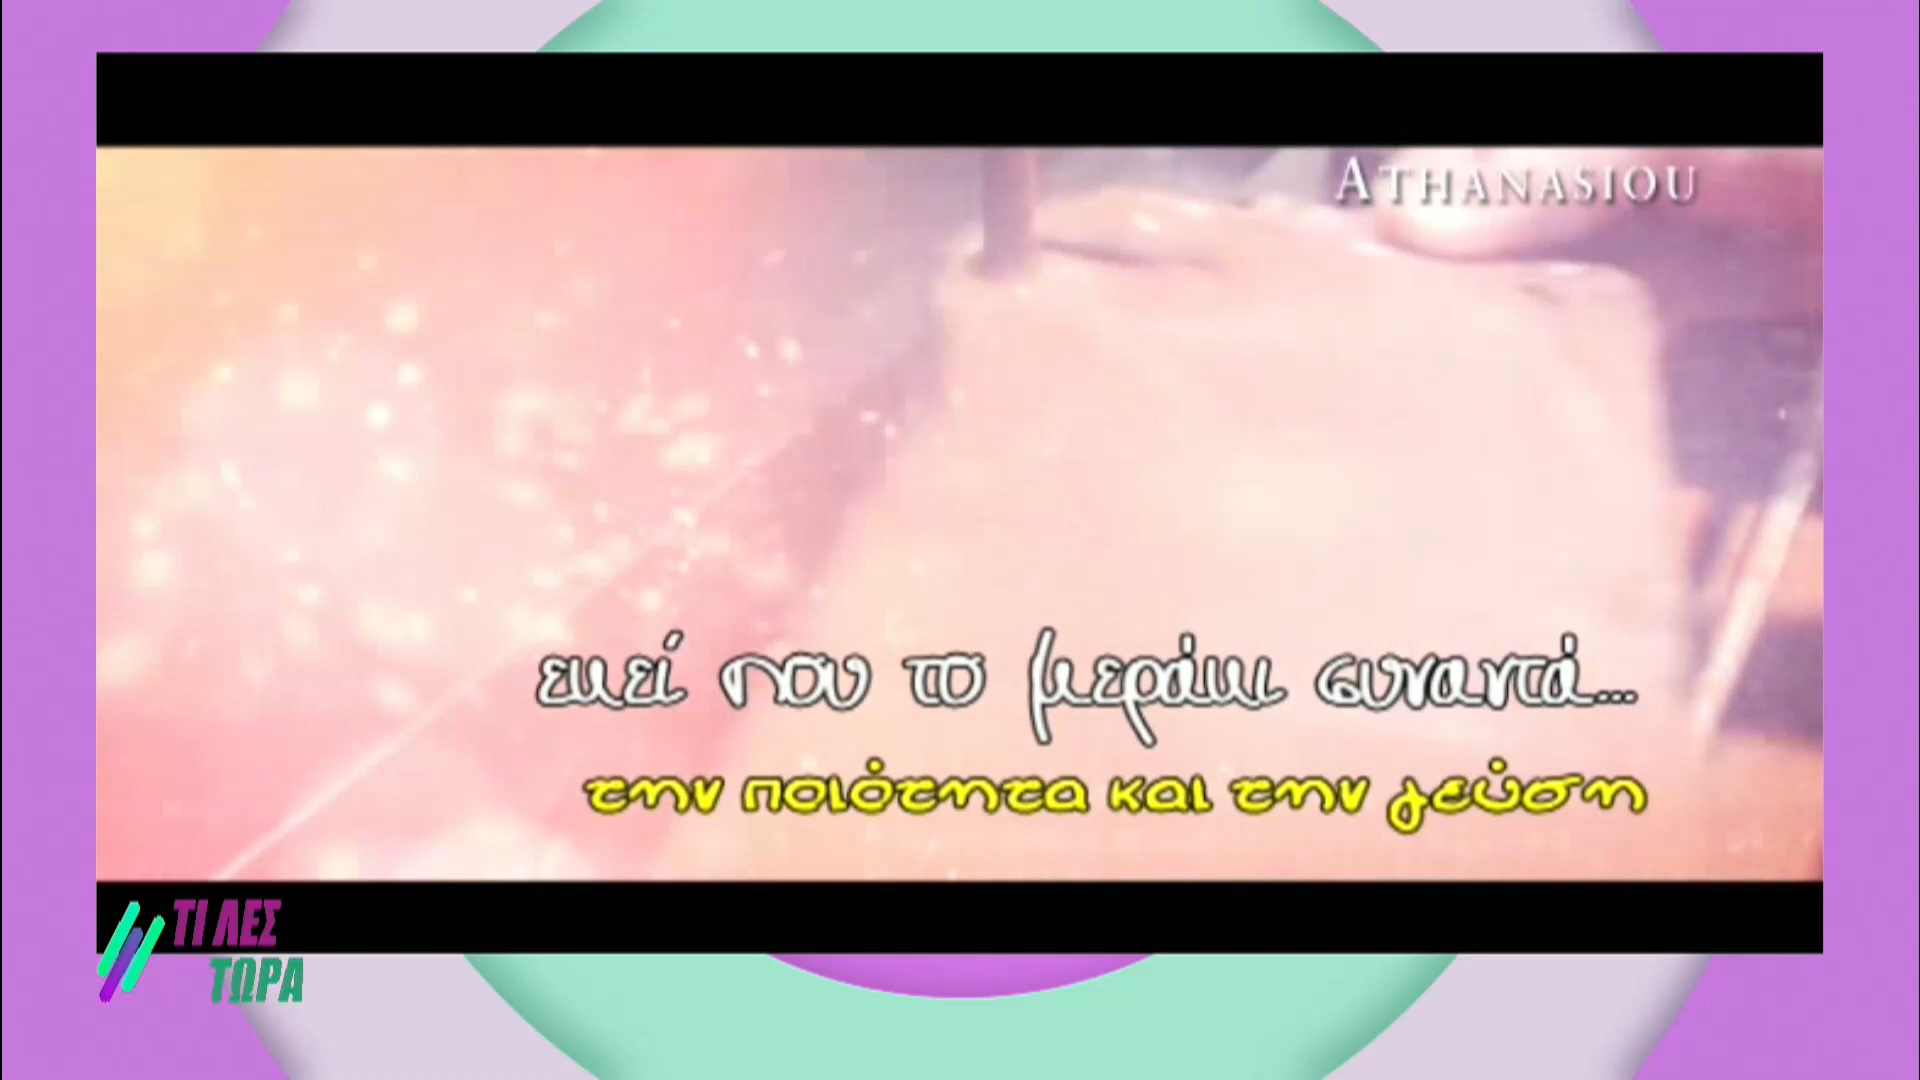 ATHANASIOU
εκεί που το μεράκι συναντά...
την ποιότητα και την γεύση
ΤΙ ΛΕΣ
ΤΩΡΑ